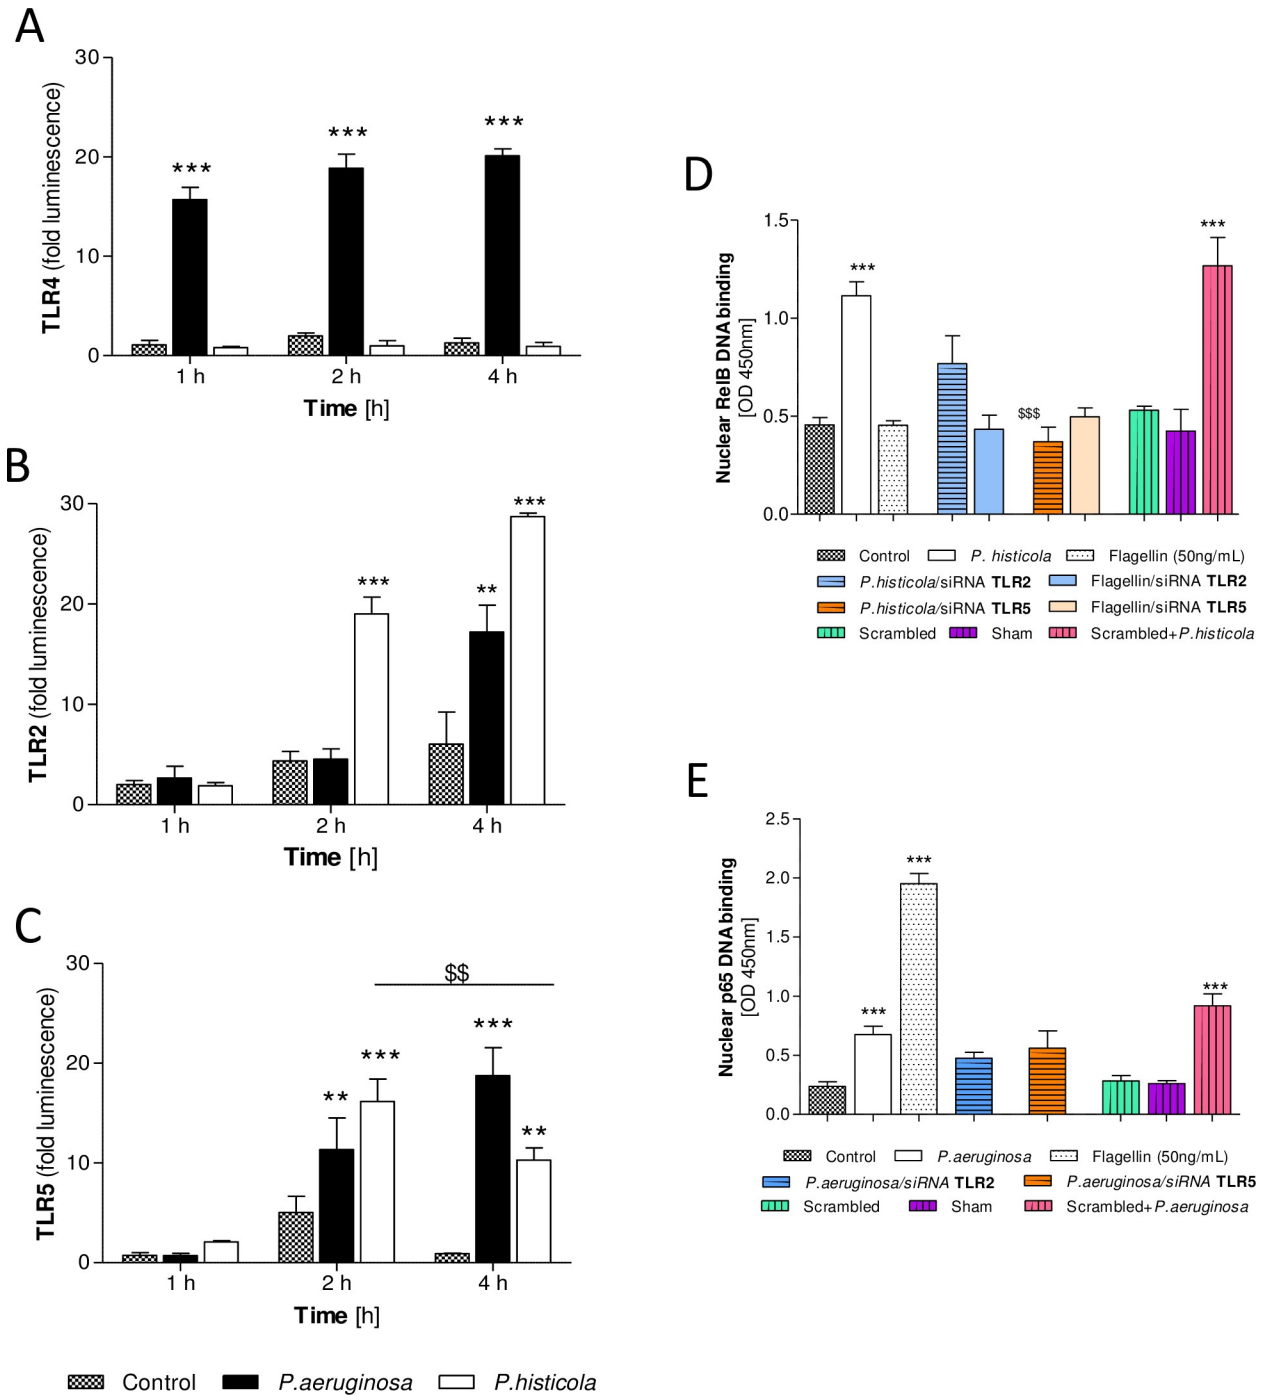 A
30
20
10
0
TLR4 (fold luminescence)
***
***
***
1 h
2 h
4 h
Time [h]
B
30
20
10
0
TLR2 (fold luminescence)
***
**
***
1 h
2 h
4 h
Time [h]
C
30
20
10
0
TLR5 (fold luminescence)
$$
**
***
***
**
1 h
2 h
4 h
Time [h]
Control P.aeruginosa P.histicola
D
1.5
1.0
0.5
0.0
Nuclear RelB DNA binding
[OD 450nm]
***
$$$
***
Control P. histicola Flagellin (50ng/mL)
P.histicola/siRNA TLR2 Flagellin/siRNA TLR2
P.histicola/siRNA TLR5 Flagellin/siRNA TLR5
Scrambled Sham Scrambled+P.histicola
E
2.5
2.0
1.5
1.0
0.5
0.0
Nuclear p65 DNA binding
[OD 450nm]
***
***
***
Control P.aeruginosa Flagellin (50ng/mL)
P.aeruginosa/siRNA TLR2 P.aeruginosa/siRNA TLR5
Scrambled Sham Scrambled+P.aeruginosa